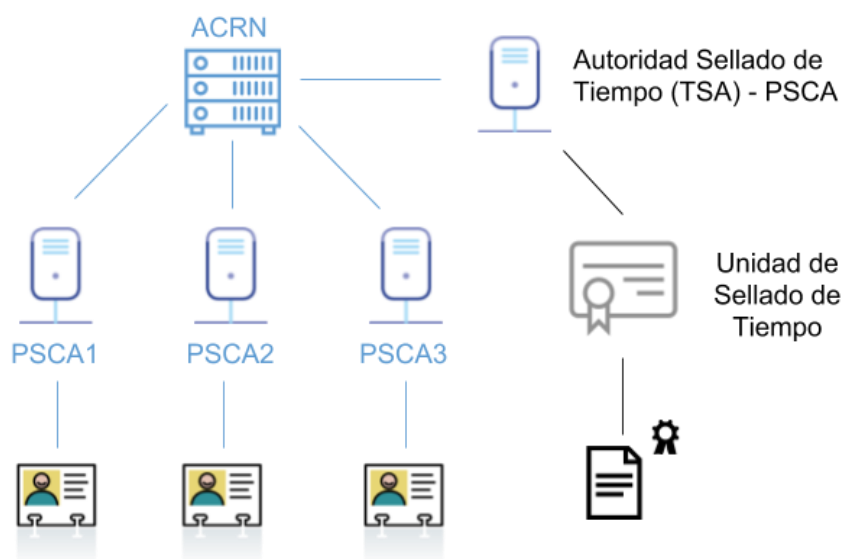 ACRN
Autoridad Sellado de
Tiempo (TSA) - PSCA
Unidad de
Sellado de
Tiempo
PSCA1
PSCA2
PSCA3